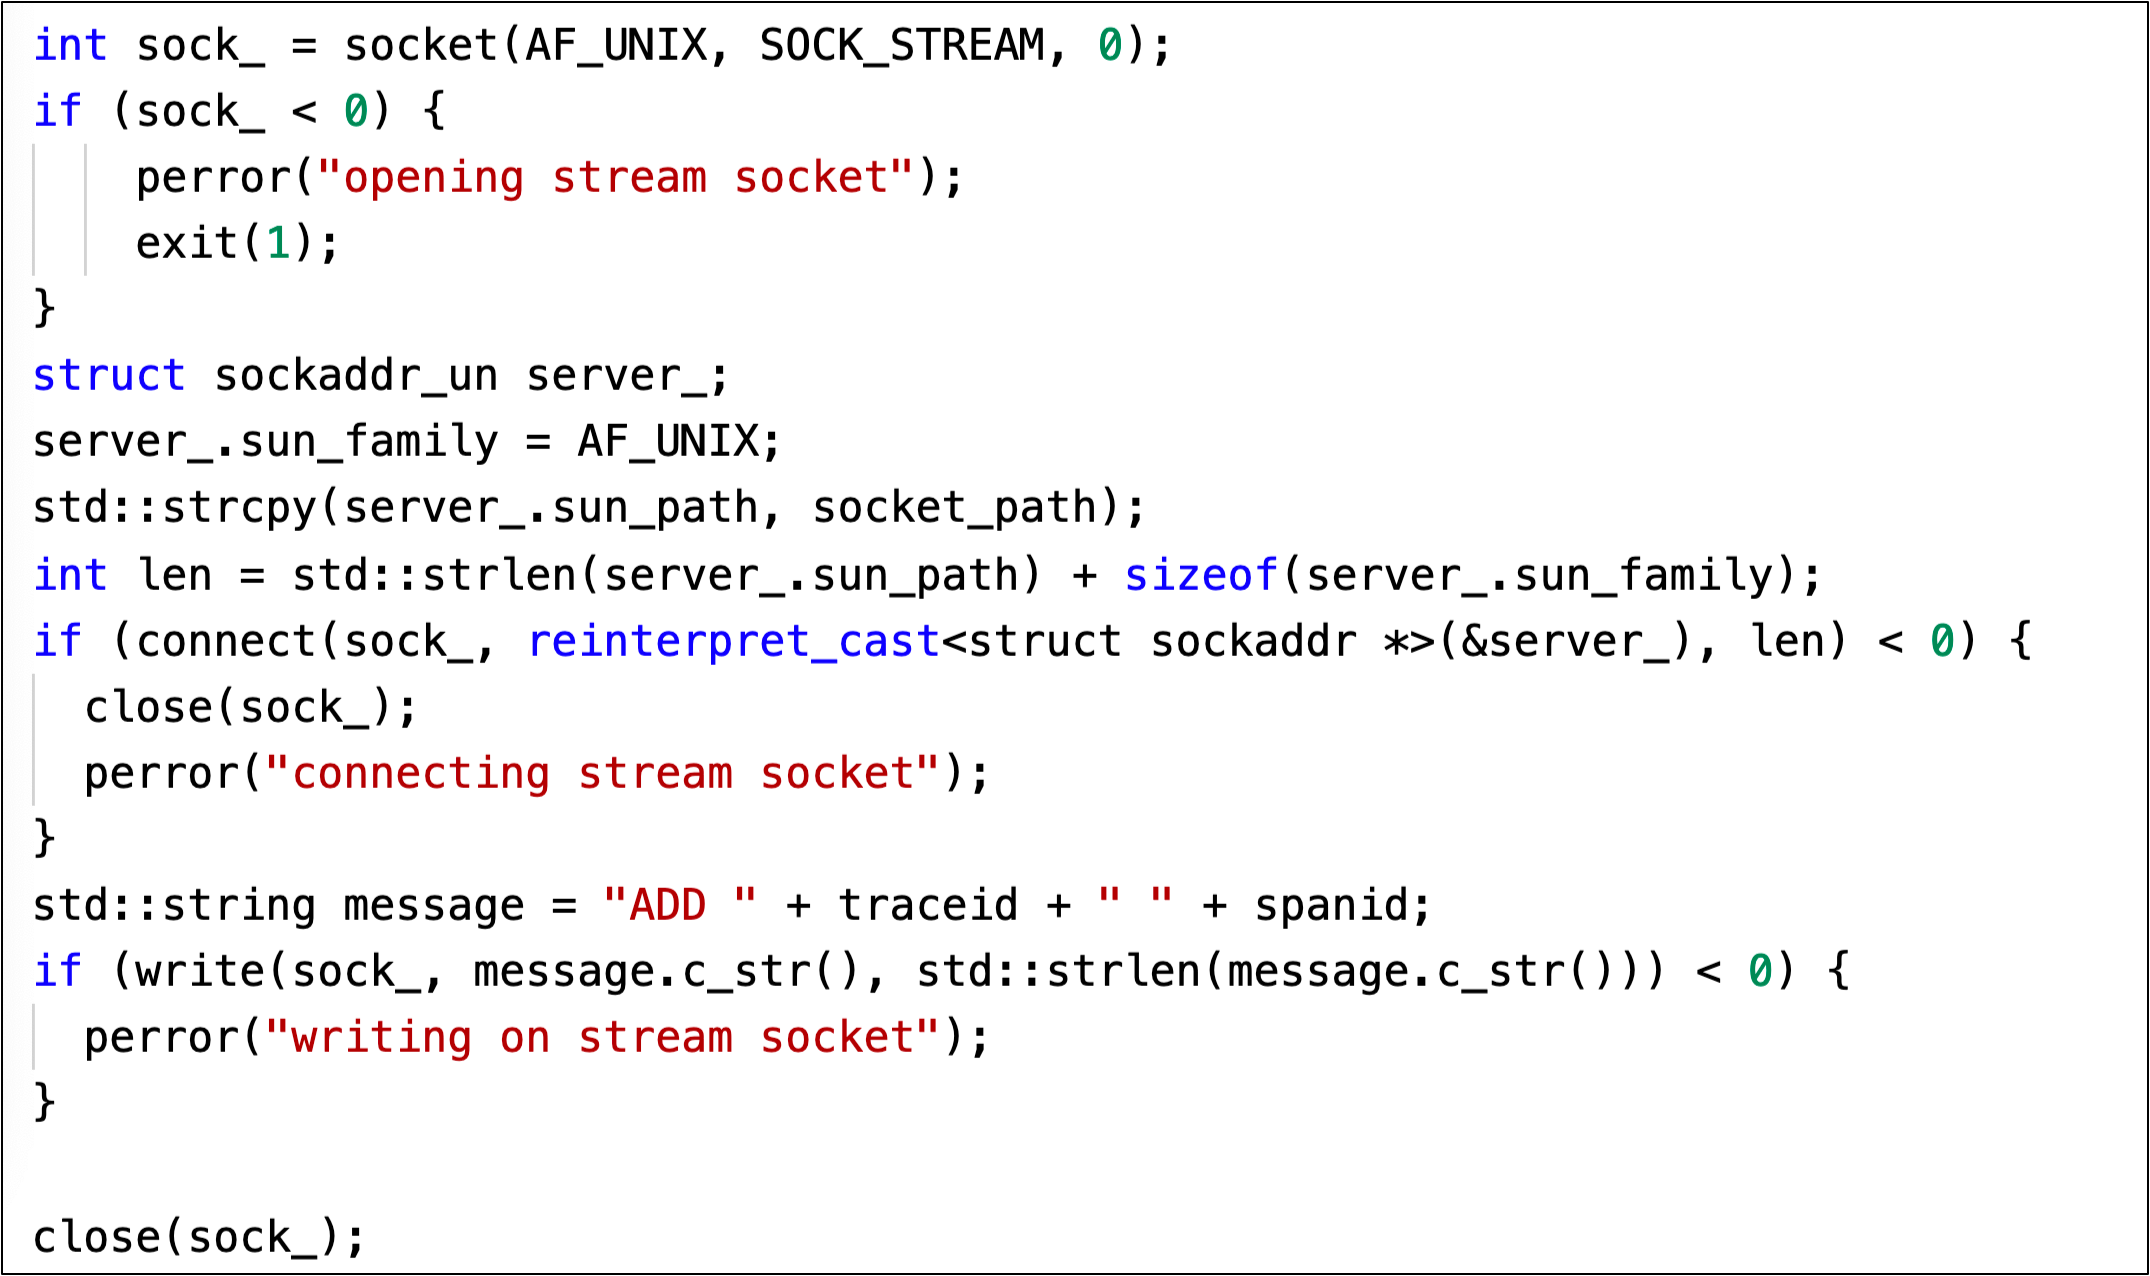 int sock_ = socket(AF_UNIX, SOCK_STREAM, 0);
if (sock_ < 0) {
    perror("opening stream socket");
    exit(1);
}
struct sockaddr_un server_;
server_.sun_family = AF_UNIX;
std::strcpy(server_.sun_path, socket_path);
int len = std::strlen(server_.sun_path) + sizeof(server_.sun_family);
if (connect(sock_, reinterpret_cast<struct sockaddr *>(&server_), len) < 0) {
  close(sock_);
  perror("connecting stream socket");
}
std::string message = "ADD " + traceid + " " + spanid;
if (write(sock_, message.c_str(), std::strlen(message.c_str())) < 0) {
  perror("writing on stream socket");
}

close(sock_);